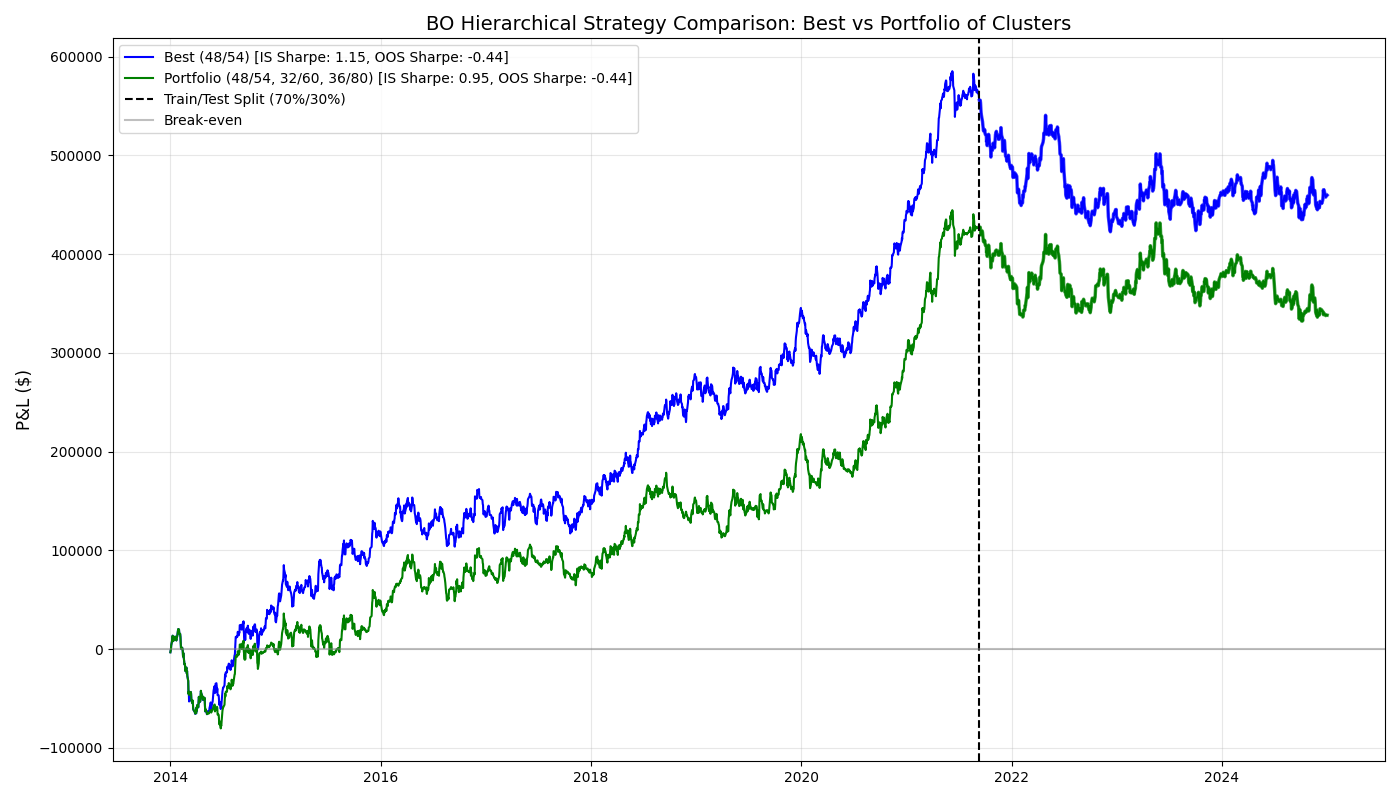 BO Hierarchical Strategy Comparison: Best vs Portfolio of Clusters
Best (48/54) [IS Sharpe: 1.15, OOS Sharpe: -0.44]
Portfolio (48/54, 32/60, 36/80) [IS Sharpe: 0.95, OOS Sharpe: -0.44]
Train/Test Split (70%/30%)
Break-even
P&L ($)
600000
500000
400000
300000
200000
100000
0
−100000
2014
2016
2018
2020
2022
2024